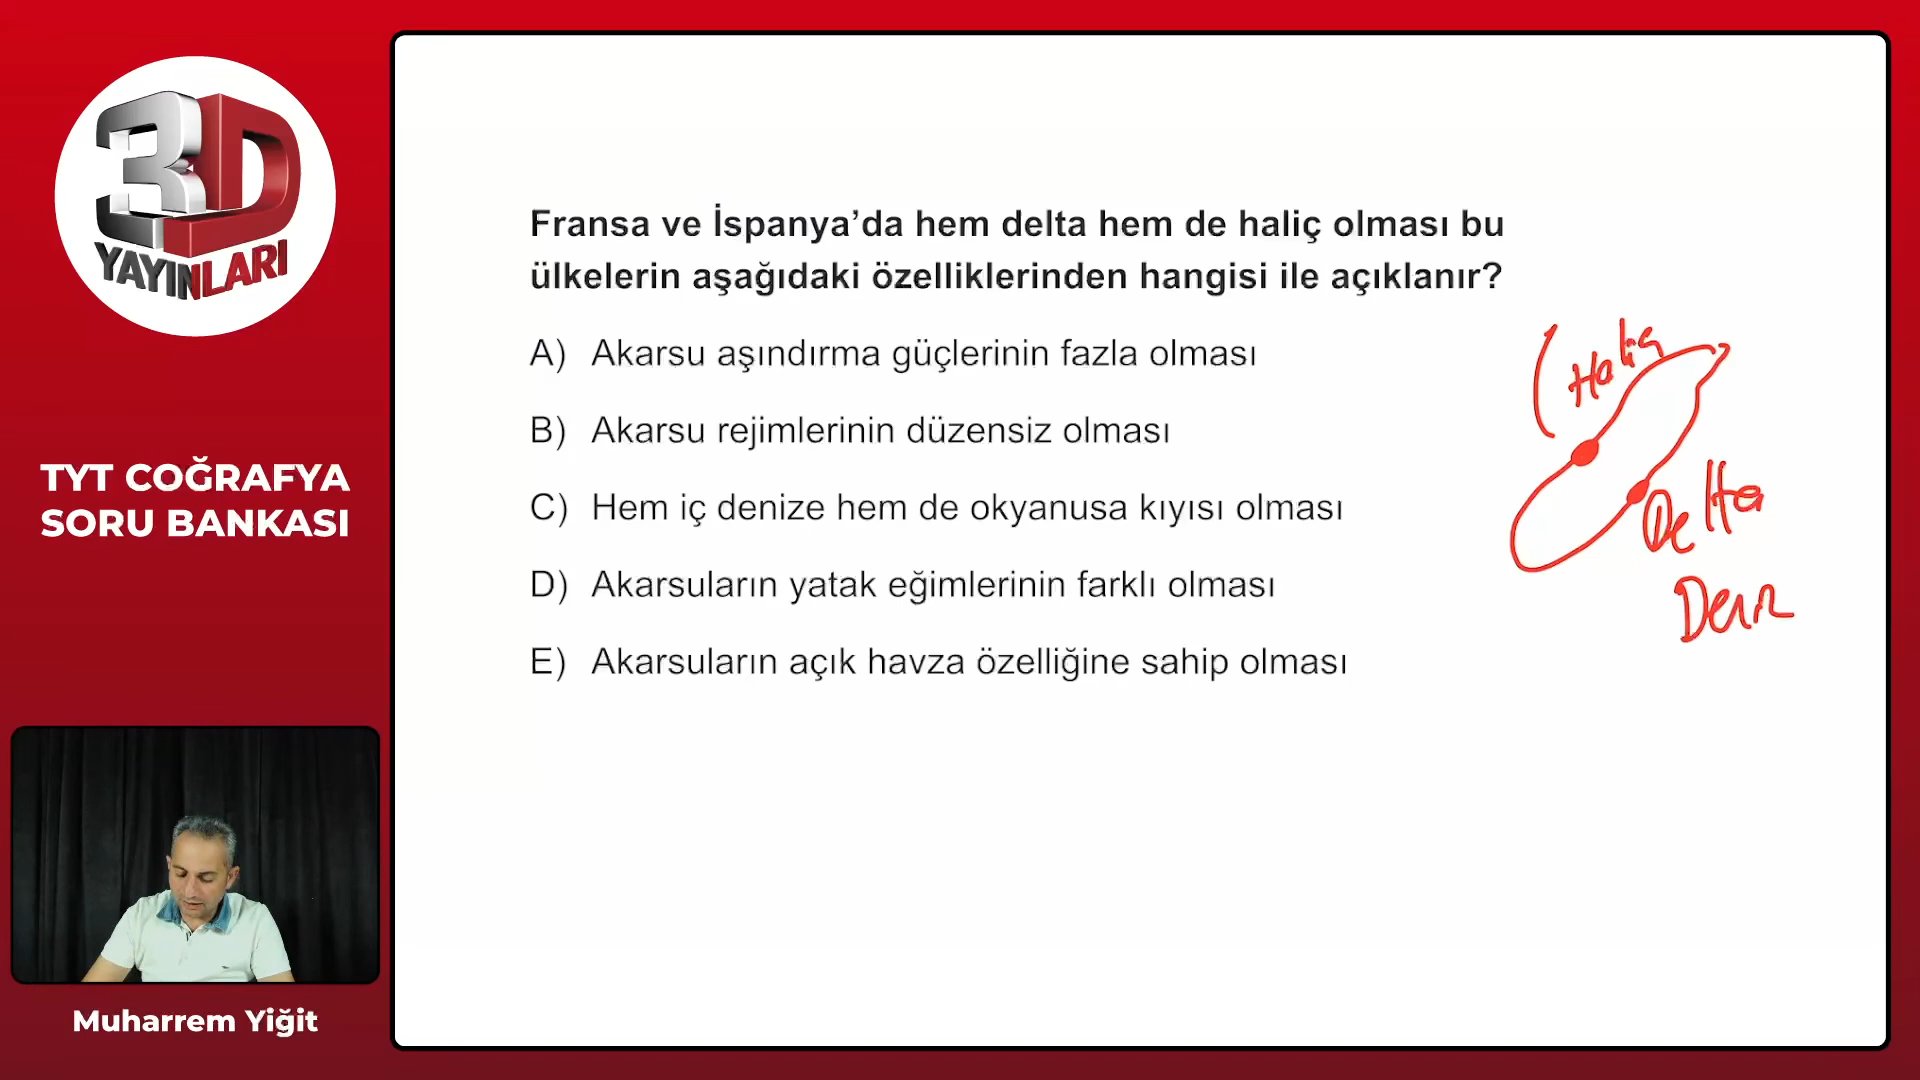 3D
YAYINLARI
TYT COĞRAFYA
SORU BANKASI
Muharrem Yiğit
Fransa ve İspanya’da hem delta hem de haliç olması bu
ülkelerin aşağıdaki özelliklerinden hangisi ile açıklanır?
A) Akarsu aşındırma güçlerinin fazla olması
B) Akarsu rejimlerinin düzensiz olması
C) Hem iç denize hem de okyanusa kıyısı olması
D) Akarsuların yatak eğimlerinin farklı olması
E) Akarsuların açık havza özelliğine sahip olması
Haliç
Delta